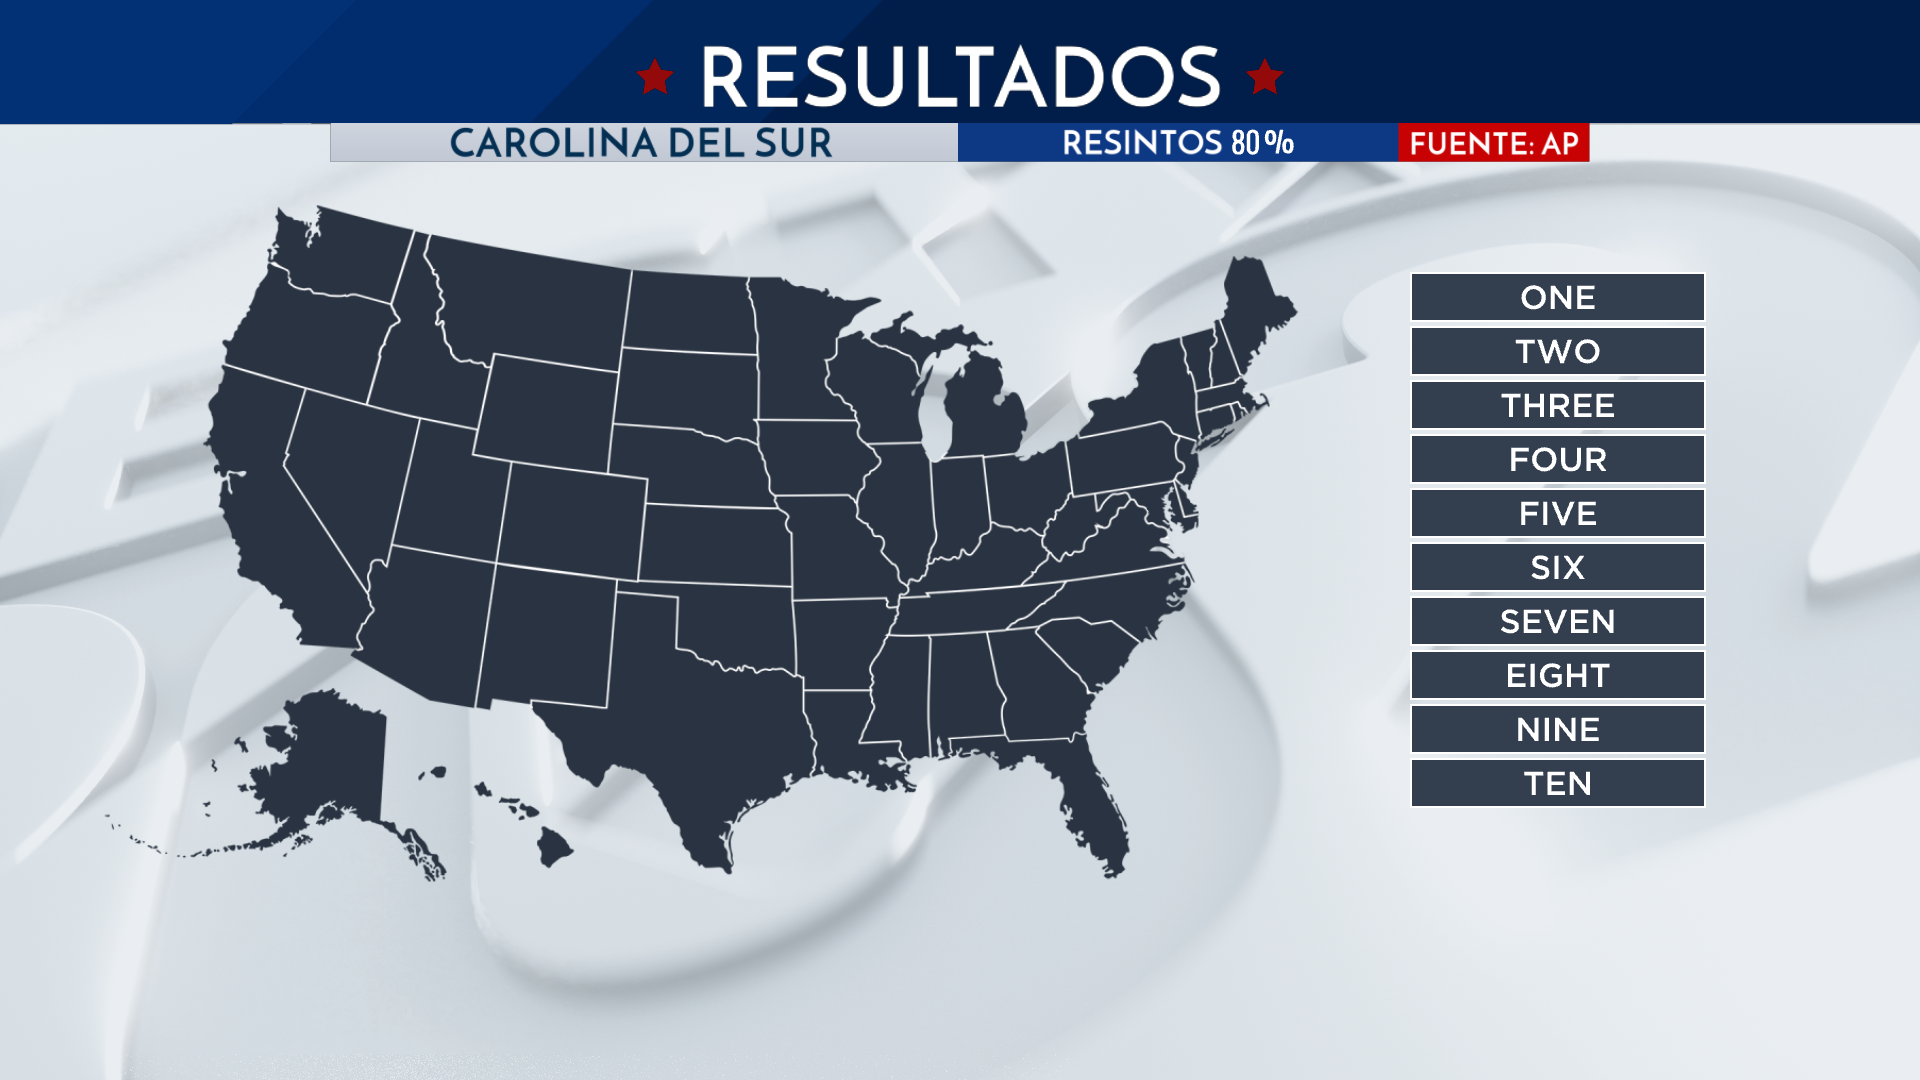 RESULTADOS
CAROLINA DEL SUR
RESINTOS 80%
FUENTE: AP
ONE
TWO
THREE
FOUR
FIVE
SIX
SEVEN
EIGHT
NINE
TEN